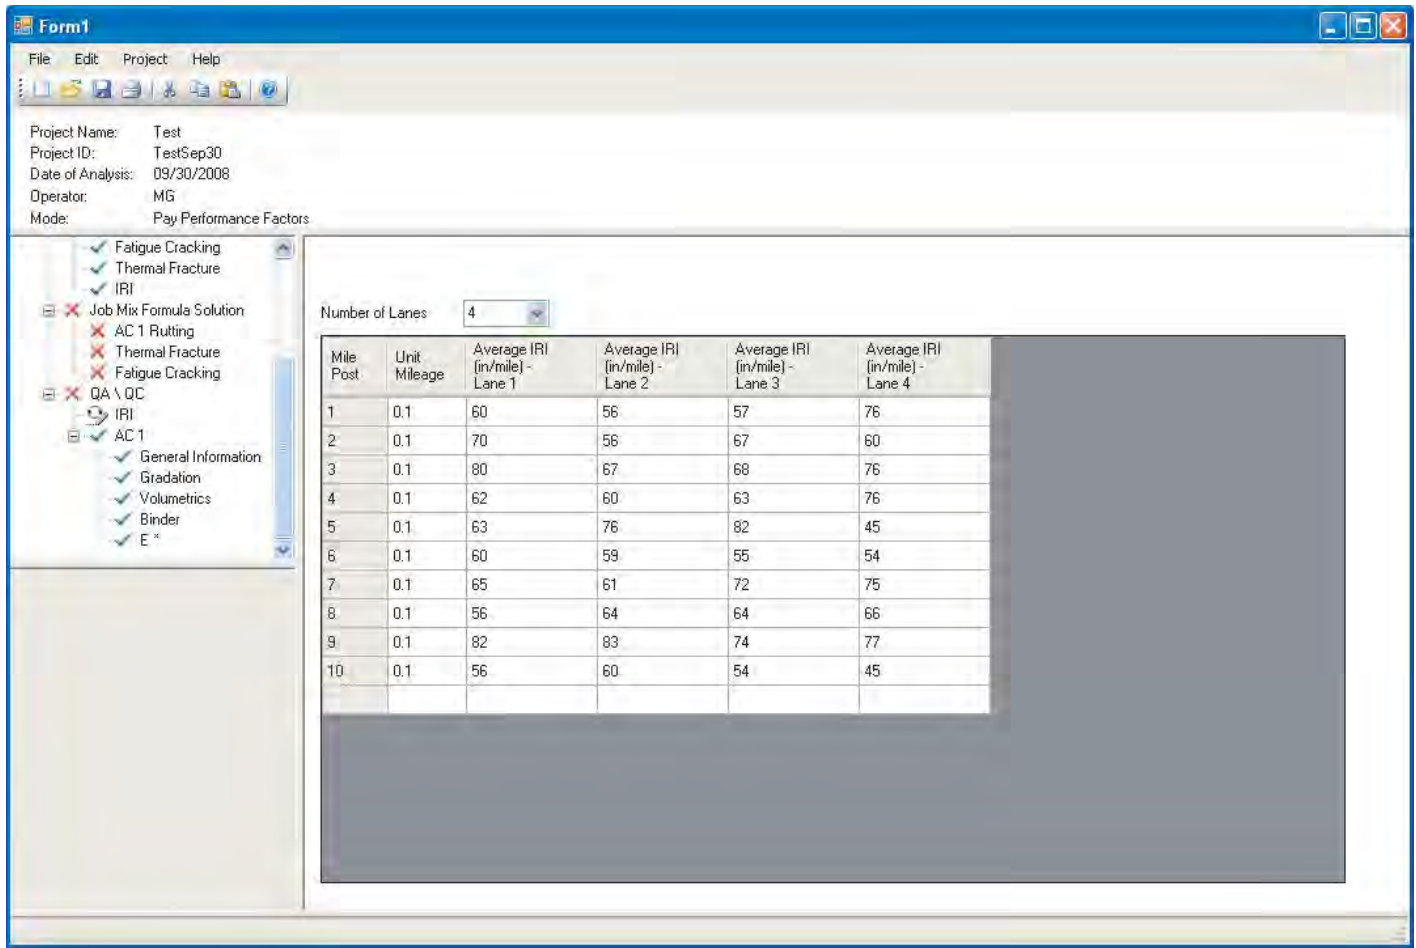 Form1
File Edit Project Help
Project Name: Test
Project ID: TestSep30
Date of Analysis: 09/30/2008
Operator: MG
Mode: Pay Performance Factors
Fatigue Cracking
Thermal Fracture
IRI
Job Mix Formula Solution
AC 1 Rutting
Thermal Fracture
Fatigue Cracking
QA \ QC
IRI
AC 1
General Information
Gradation
Volumetrics
Binder
E *
Number of Lanes 4
Mile Post Unit Mileage Average IRI (in/mile) - Lane 1 Average IRI (in/mile) - Lane 2 Average IRI (in/mile) - Lane 3 Average IRI (in/mile) - Lane 4
1 0.1 60 56 57 76
2 0.1 70 56 67 60
3 0.1 80 67 68 76
4 0.1 62 60 63 76
5 0.1 63 76 82 45
6 0.1 60 59 55 54
7 0.1 65 61 72 75
8 0.1 56 64 64 66
9 0.1 82 83 74 77
10 0.1 56 60 54 45